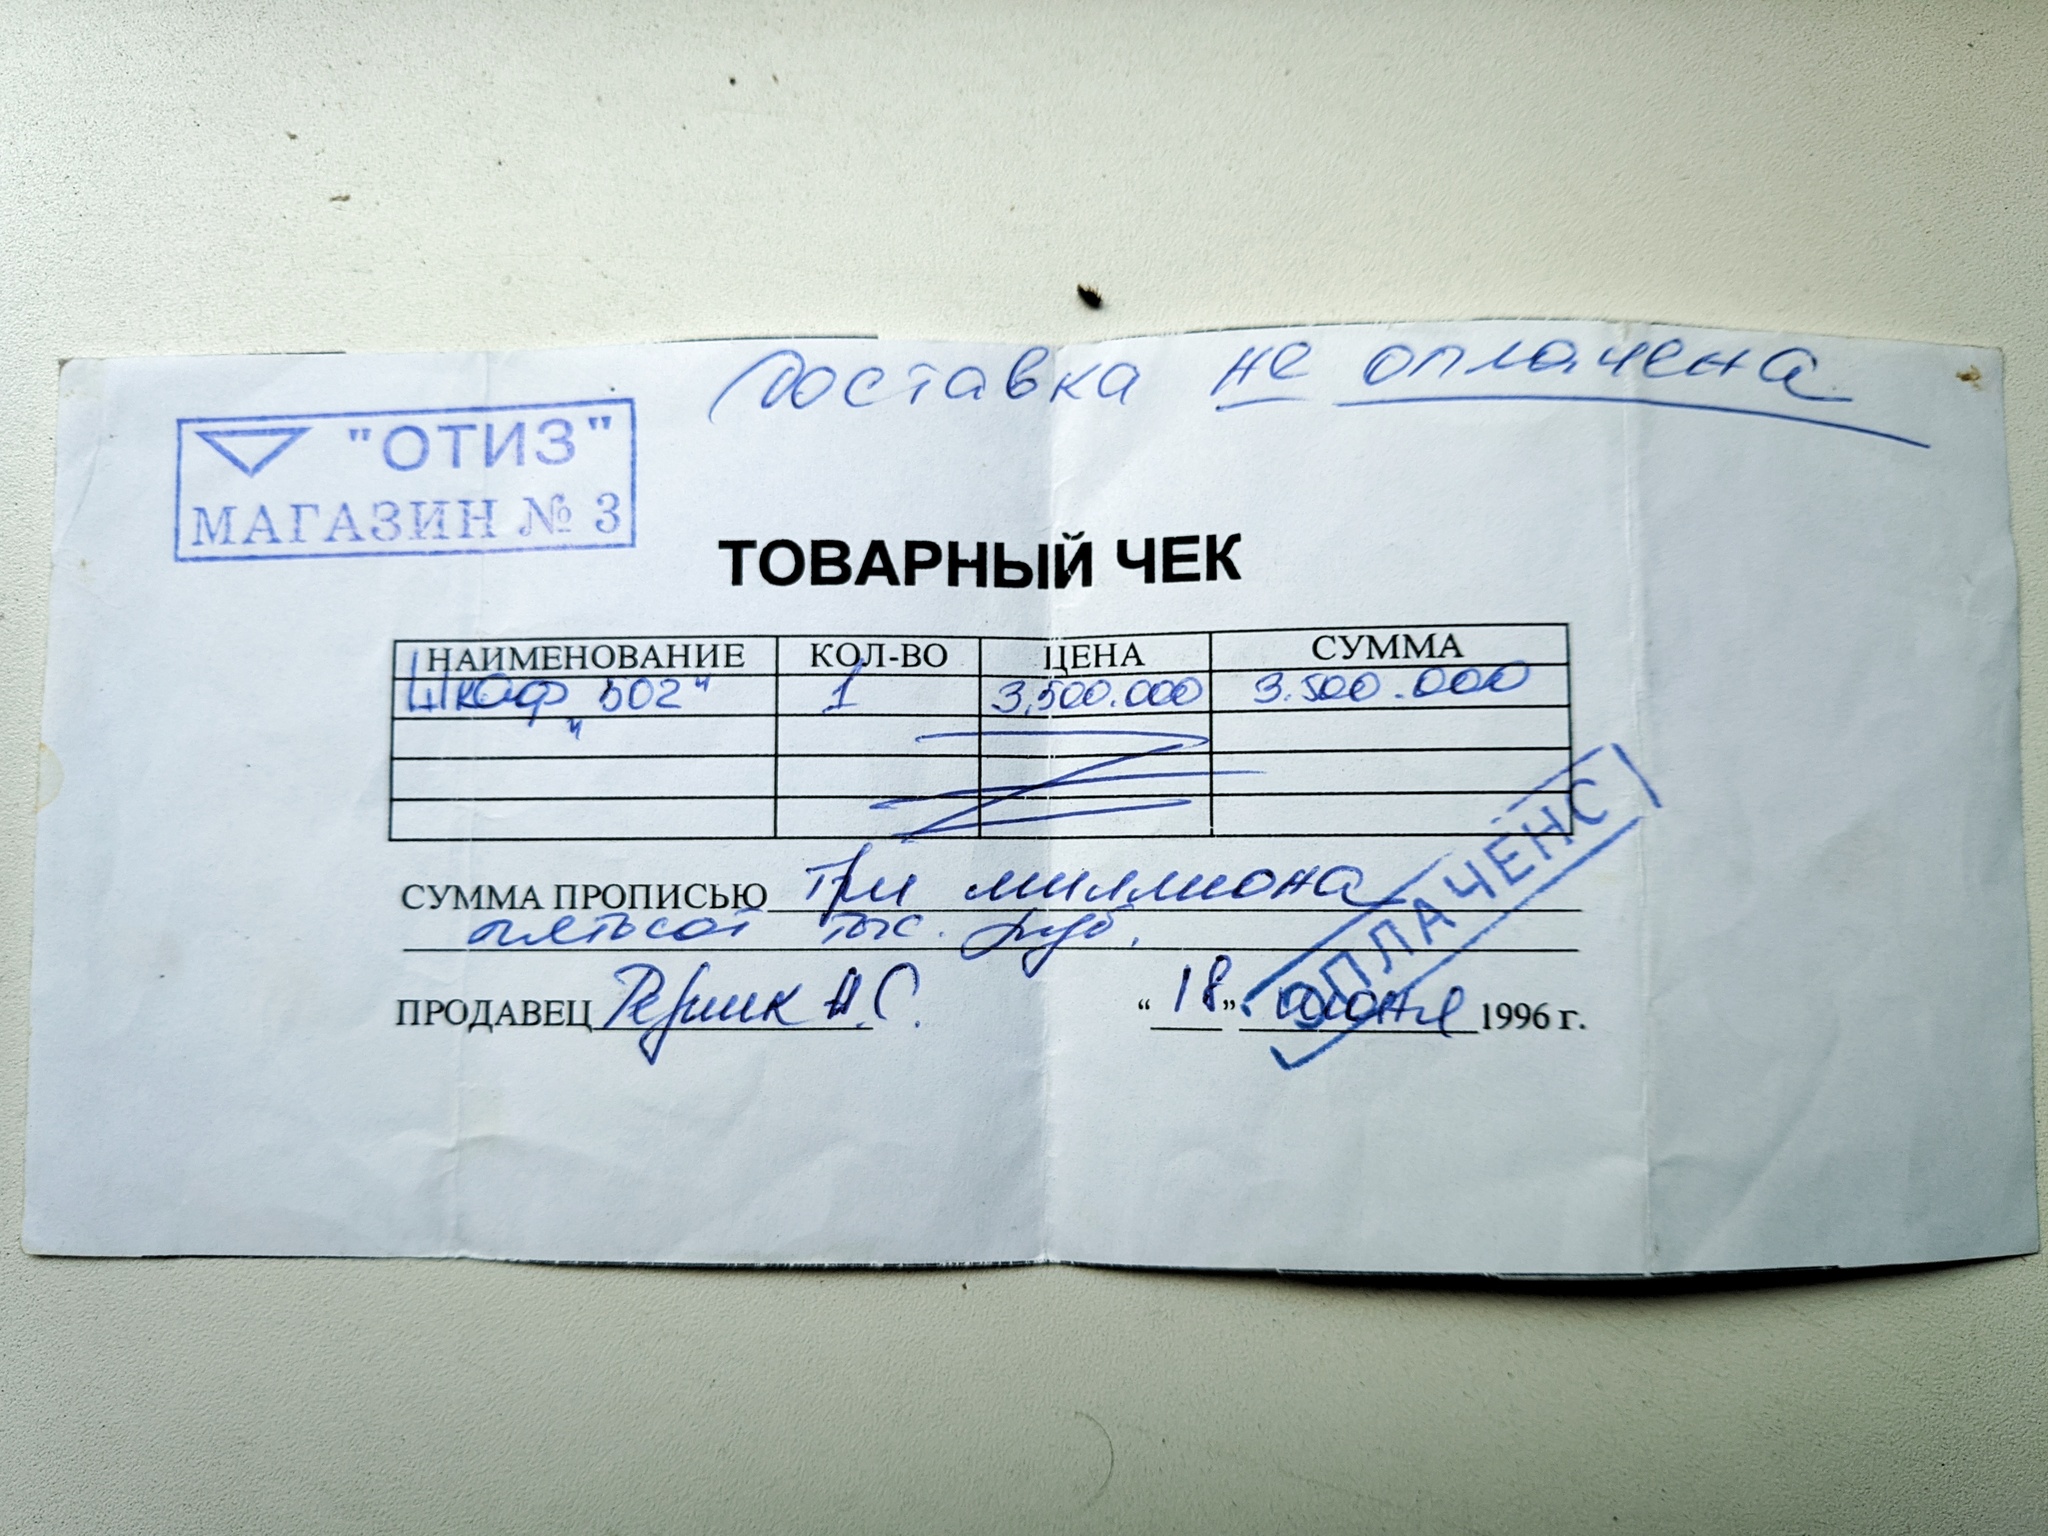 доставка не оплачена
"ОТИЗ"
МАГАЗИН № 3
ТОВАРНЫЙ ЧЕК
НАИМЕНОВАНИЕ КОЛ-ВО ЦЕНА СУММА
Шкаф „502" 1 3,500.000 3.500.000
СУММА ПРОПИСЬЮ Три миллиона
пятьсот тыс. руб.
ОПЛАЧЕНО
ПРОДАВЕЦ А.С. “18” июня 1996 г.